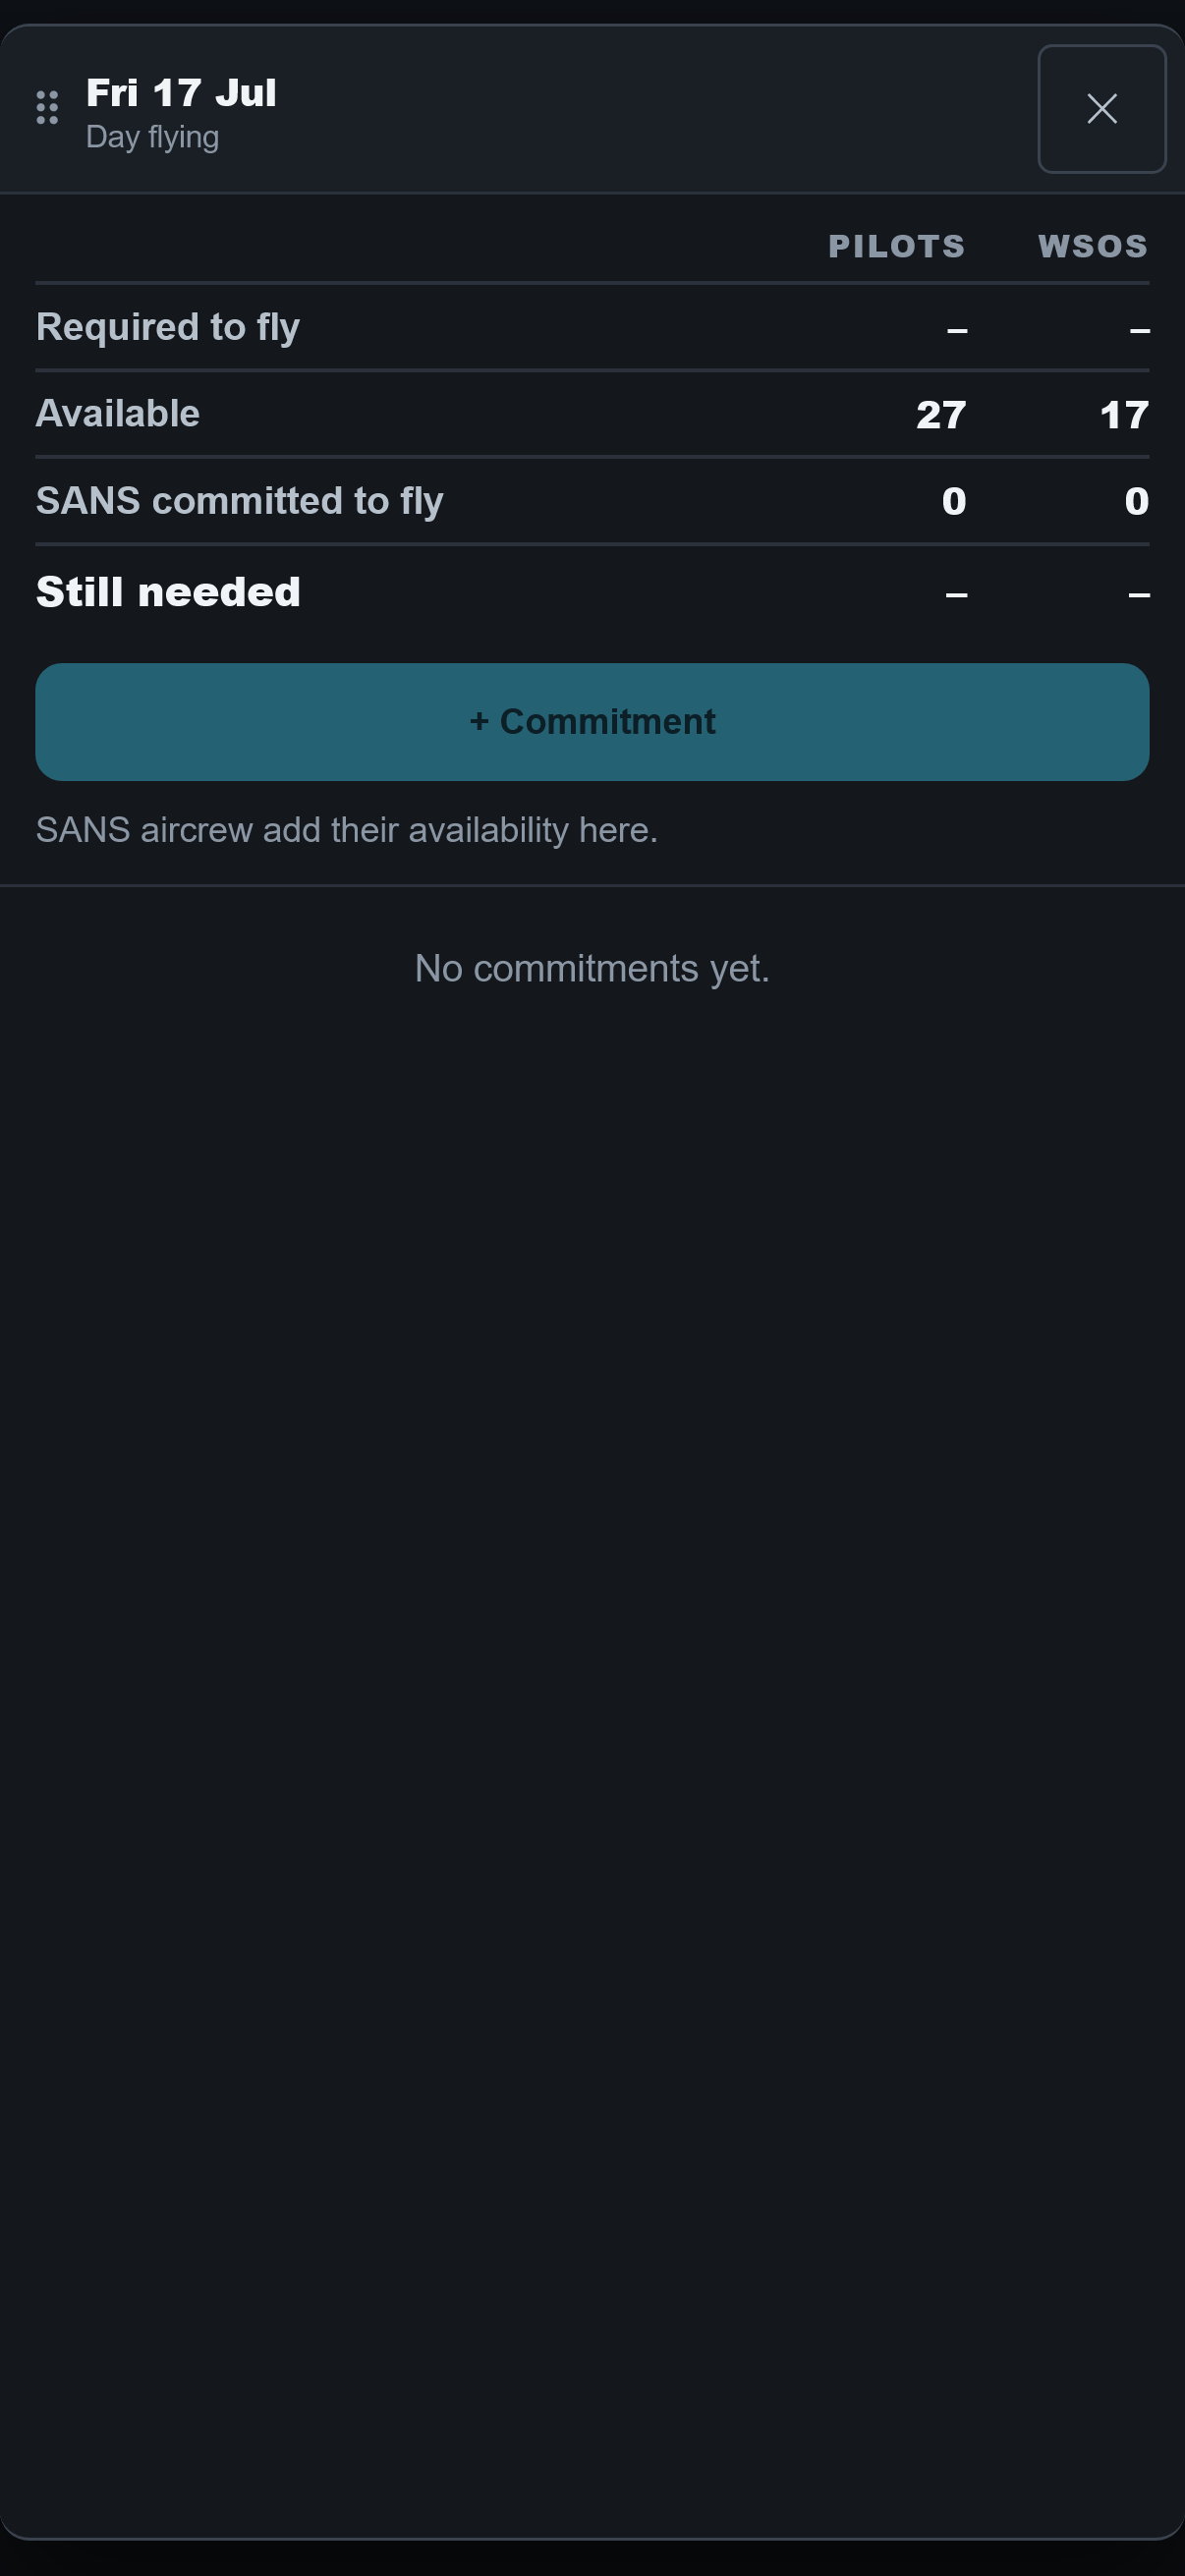 Fri 17 Jul
Day flying
PILOTS WSOS
Required to fly – –
Available 27 17
SANS committed to fly 0 0
Still needed – –
+ Commitment
SANS aircrew add their availability here.
No commitments yet.